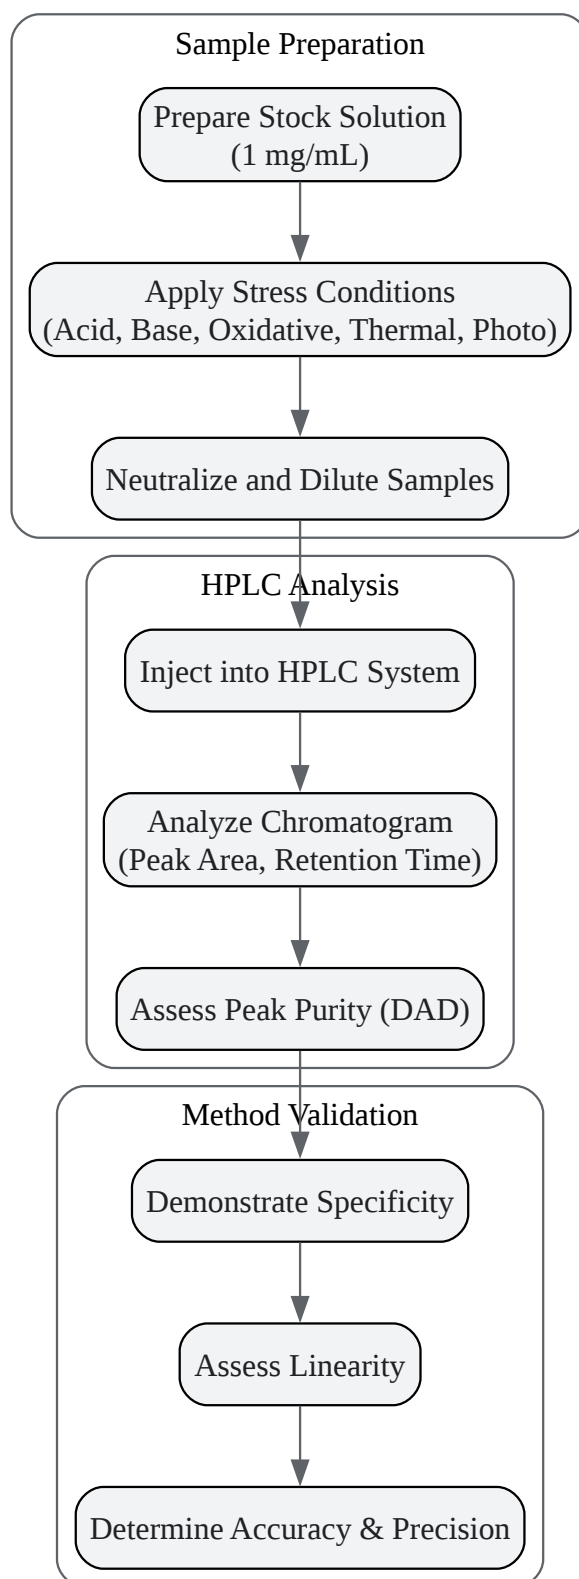 Sample Preparation
Prepare Stock Solution
(1 mg/mL)
Apply Stress Conditions
(Acid, Base, Oxidative, Thermal, Photo)
Neutralize and Dilute Samples
HPLC Analysis
Inject into HPLC System
Analyze Chromatogram
(Peak Area, Retention Time)
Assess Peak Purity (DAD)
Method Validation
Demonstrate Specificity
Assess Linearity
Determine Accuracy & Precision